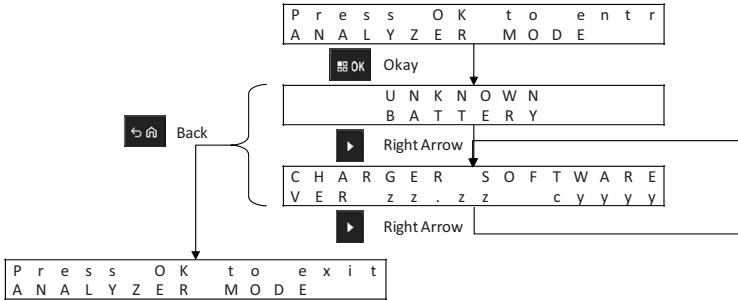 Press OK to entr
ANALYZER MODE
OK Okay
UNKNOWN
BATTERY
Back
Right Arrow
CHARGER SOFTWARE
VER zz.zz cyyyy
Right Arrow
Press OK to exit
ANALYZER MODE